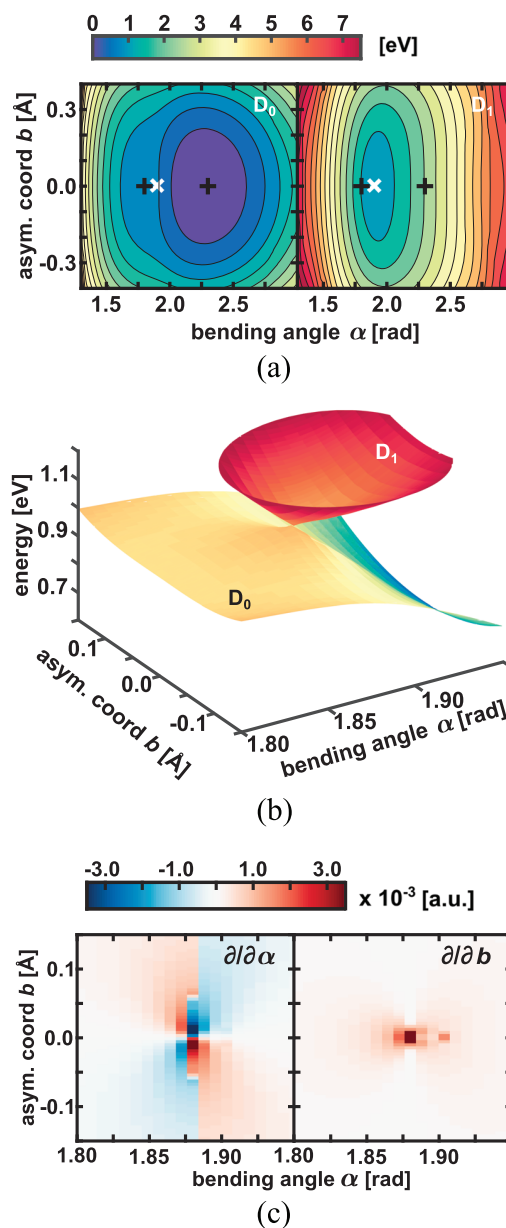 0 1 2 3 4 5 6 7 [eV]
asym. coord b [Å]
0.3
0.0
-0.3
D₀
D₁
1.5 2.0 2.5 1.5 2.0 2.5
bending angle α [rad]
(a)
energy [eV]
1.1
0.9
0.7
D₁
D₀
0.1
0.0
-0.1
asym. coord b [Å]
1.80
1.85
1.90
bending angle α [rad]
(b)
-3.0 -1.0 1.0 3.0
x 10⁻³ [a.u.]
asym. coord b [Å]
0.1
0.0
-0.1
∂/∂α
∂/∂b
1.80 1.85 1.90 1.80 1.85 1.90
bending angle α [rad]
(c)